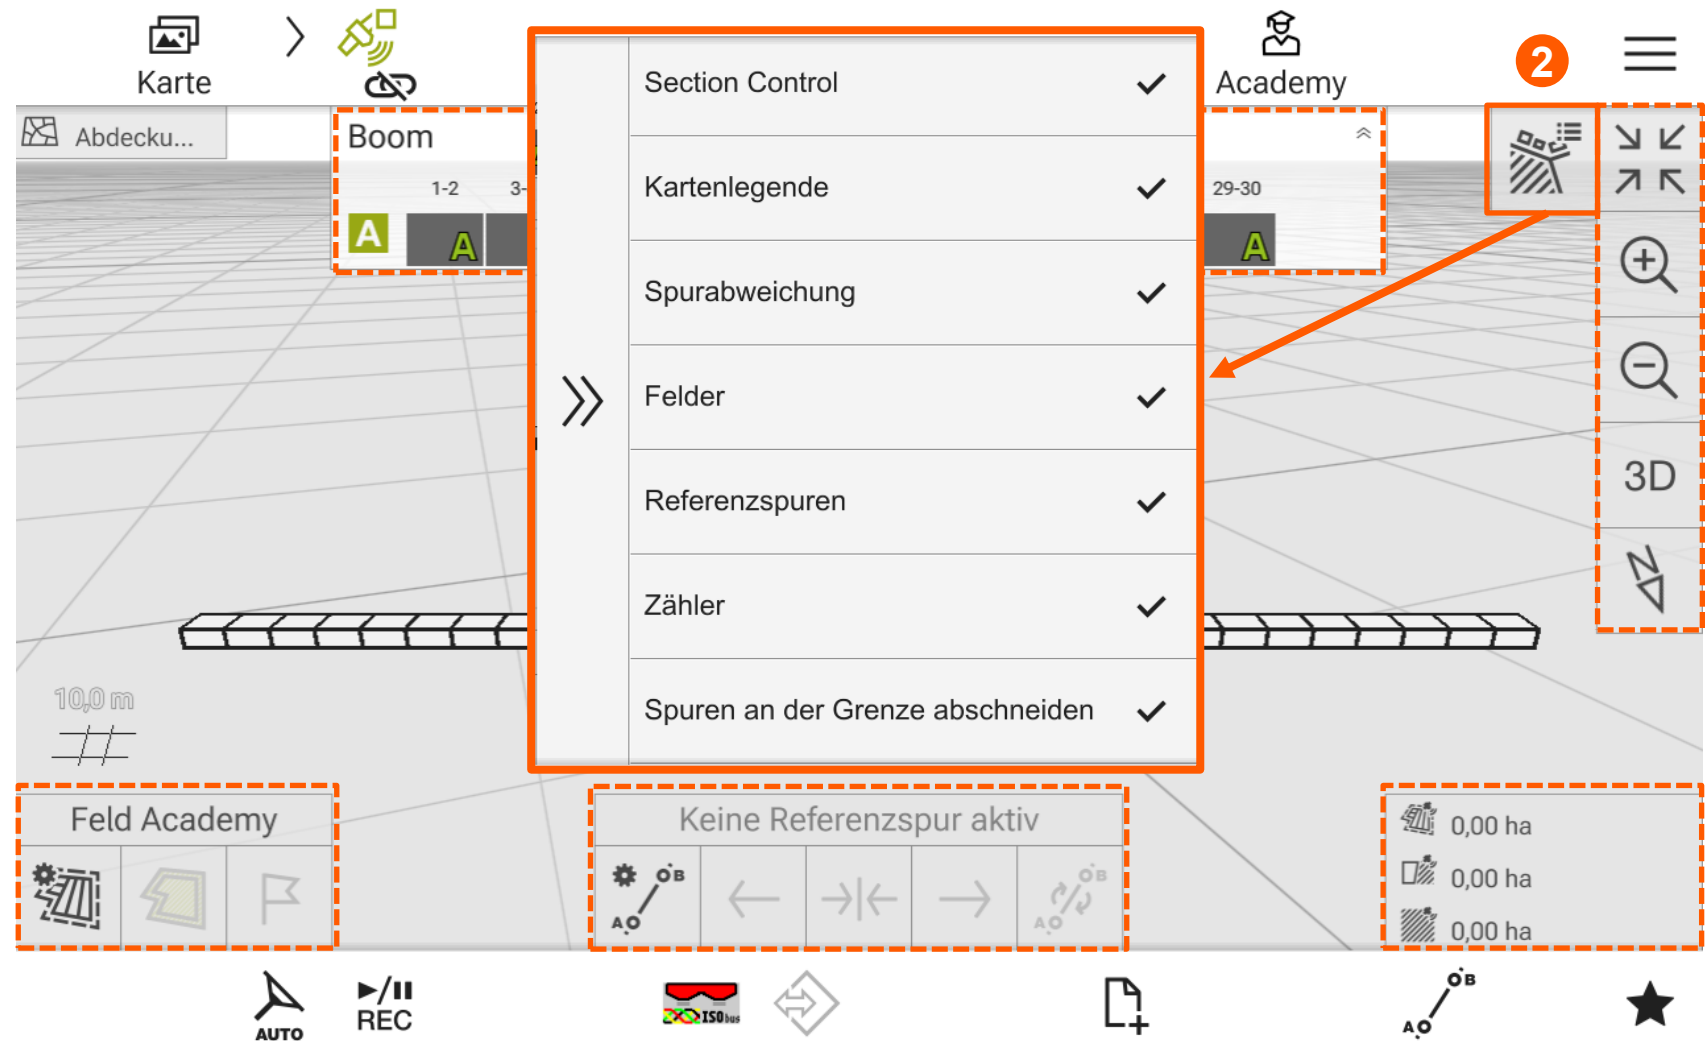 Karte
Academy
2
Abdecku...
Boom
1-2
3-
29-30
A
A
A
Section Control
Kartenlegende
Spurabweichung
Felder
Referenzspuren
Zähler
Spuren an der Grenze abschneiden
3D
10,0 m
Feld Academy
Keine Referenzspur aktiv
B
A
B
A
0,00 ha
0,00 ha
0,00 ha
AUTO
REC
ISObus
B
A